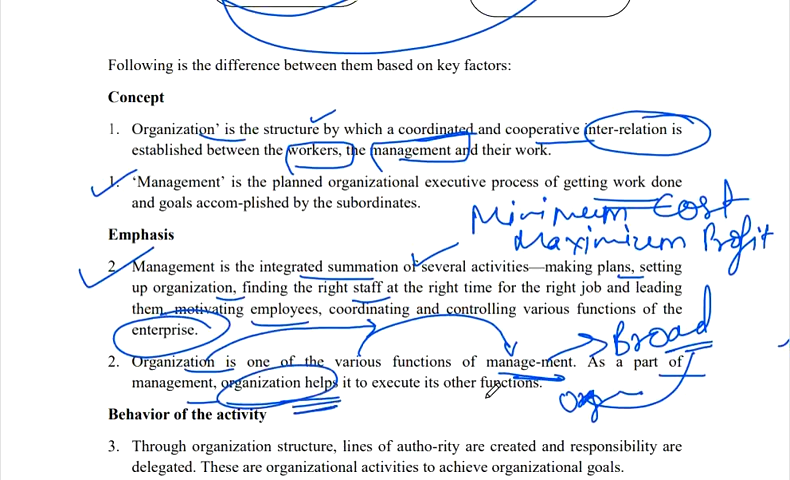 Following is the difference between them based on key factors:
Concept
1. Organization’ is the structure by which a coordinated and cooperative inter-relation is
established between the workers, the management and their work.
1. ‘Management’ is the planned organizational executive process of getting work done
and goals accom-plished by the subordinates.
Minimum Cost
Maximum Profit
Emphasis
2. Management is the integrated summation of several activities—making plans, setting
up organization, finding the right staff at the right time for the right job and leading
them, motivating employees, coordinating and controlling various functions of the
enterprise.
Broad
2. Organization is one of the various functions of manage-ment. As a part of
management, organization helps it to execute its other functions.
Behavior of the activity
3. Through organization structure, lines of autho-rity are created and responsibility are
delegated. These are organizational activities to achieve organizational goals.